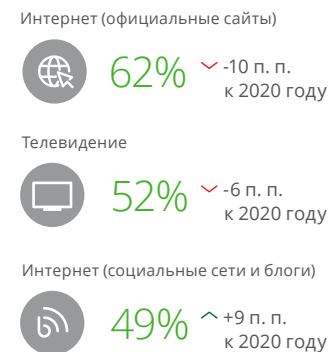 Интернет (официальные сайты)
62%
-10 п. п.
к 2020 году
Телевидение
52%
-6 п. п.
к 2020 году
Интернет (социальные сети и блоги)
49%
+9 п. п.
к 2020 году